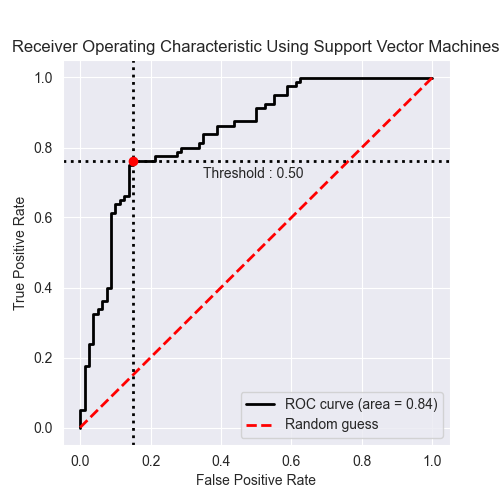 Receiver Operating Characteristic Using Support Vector Machines
True Positive Rate
1.0
0.8
0.6
0.4
0.2
0.0
Threshold : 0.50
ROC curve (area = 0.84)
Random guess
0.0 0.2 0.4 0.6 0.8 1.0
False Positive Rate